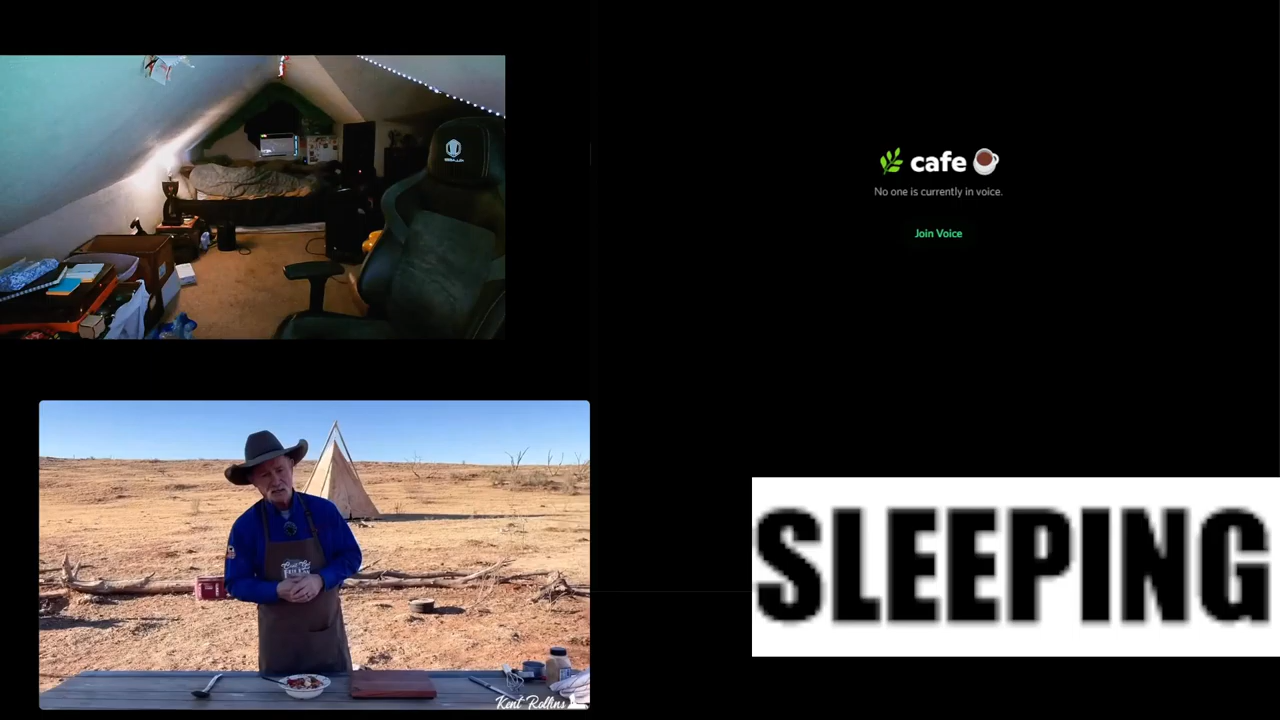 cafe
No one is currently in voice.
Join Voice
SLEEPING
Kent Rollins